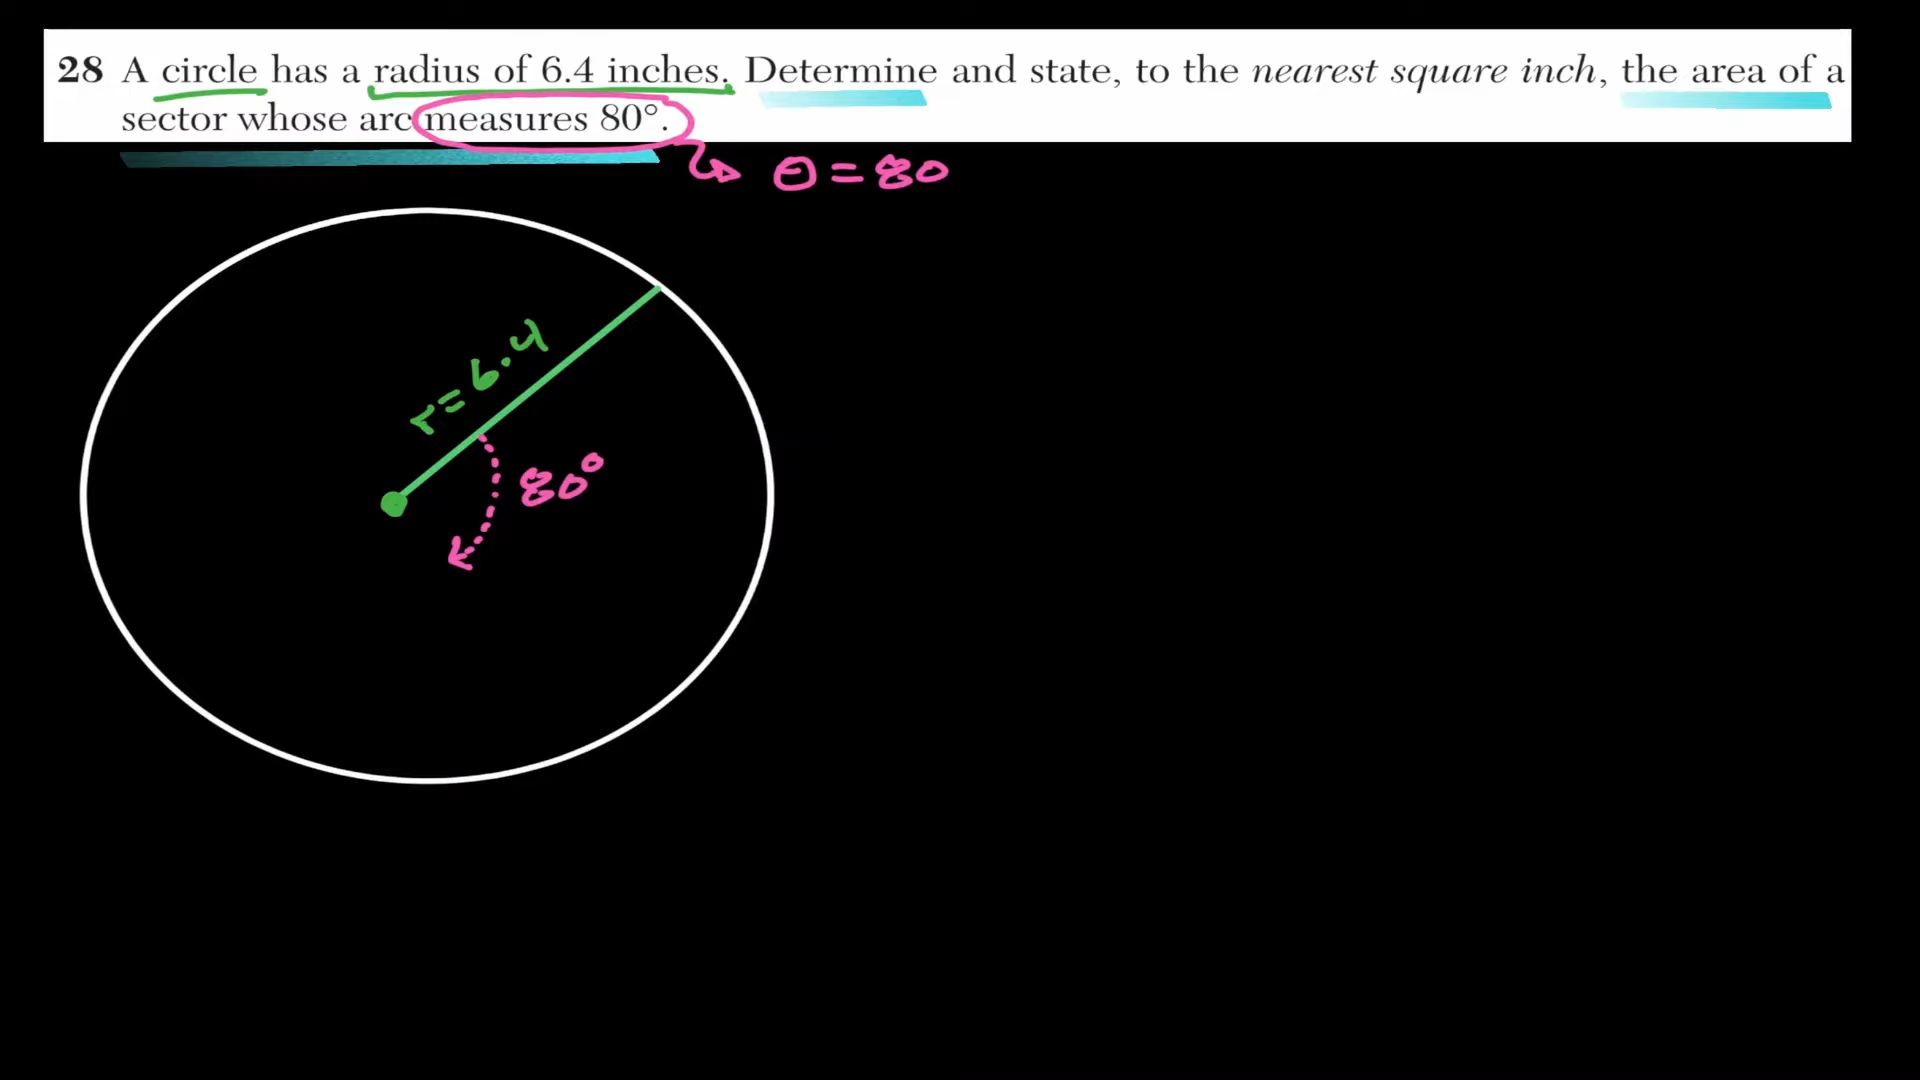 28 A circle has a radius of 6.4 inches. Determine and state, to the nearest square inch, the area of a
sector whose arc measures 80°.
θ = 80
r = 6.4
80°